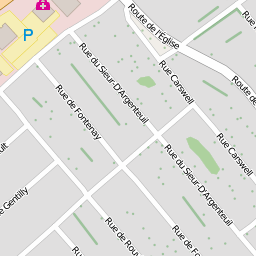 P
Route de l'Église
Rue Carswell
Rue du Sieur-D'Argenteuil
Rue de Fontenay
Route de
Rue Carswell
Rue du Sieur-D'Argenteuil
de Gentilly
Rue de